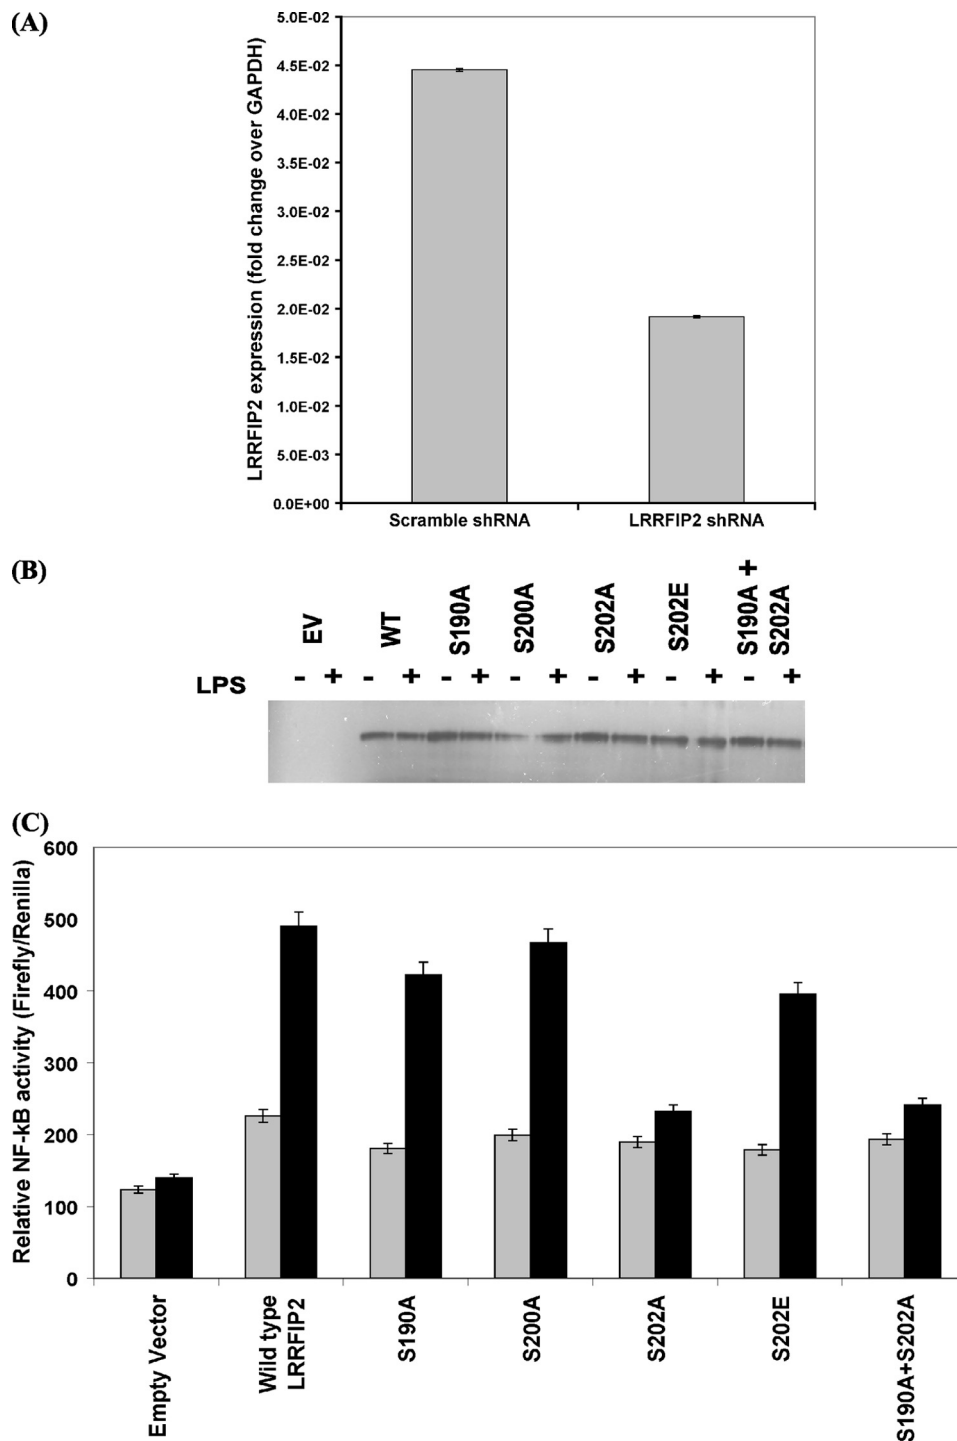 (A)
LRRFIP2 expression (fold change over GAPDH)
5.0E-02
4.5E-02
4.0E-02
3.5E-02
3.0E-02
2.5E-02
2.0E-02
1.5E-02
1.0E-02
5.0E-03
0.0E+00
Scramble shRNA LRRFIP2 shRNA
(B)
EV WT S190A S200A S202A S202E S190A +
S202A
LPS - + - + - + - + - + - + - +
(C)
Relative NF-kB activity (Firefly/Renilla)
600
500
400
300
200
100
0
Empty Vector
Wild type
LRRFIP2
S190A
S200A
S202A
S202E
S190A+S202A